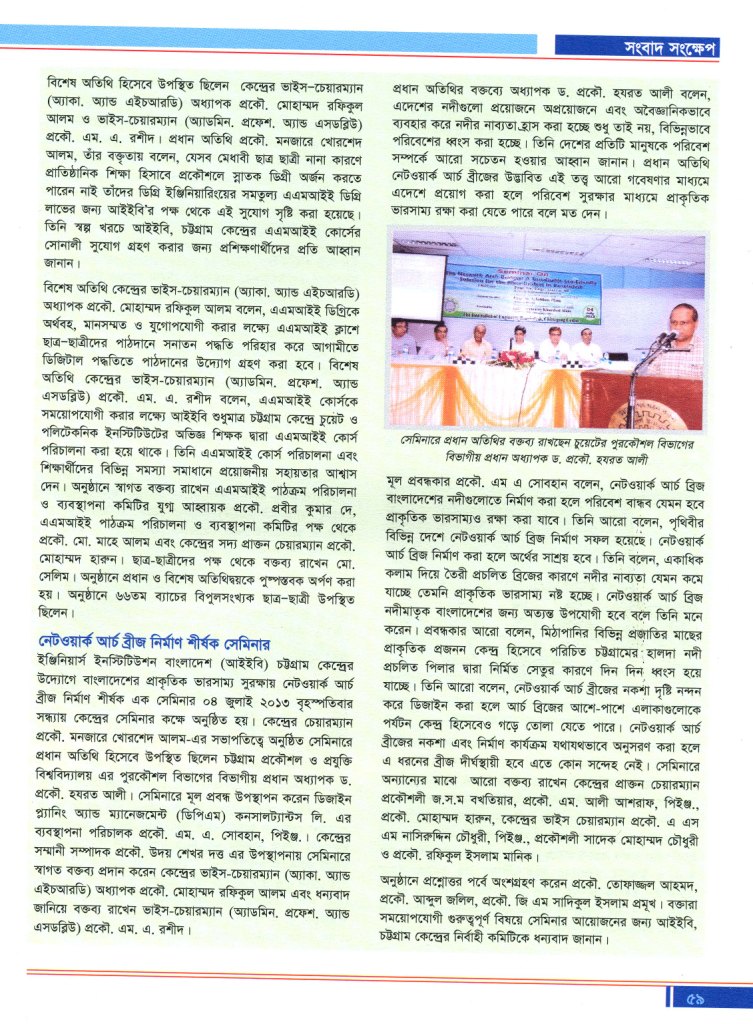 সংবাদ সংক্ষেপ
বিশেষ অতিথি হিসেবে উপস্থিত ছিলেন কেন্দ্রের ভাইস-চেয়ারম্যান
(অ্যাকা. অ্যান্ড এইচআরডি) অধ্যাপক প্রকৌ. মোহাম্মদ রফিকুল
আলম ও ভাইস-চেয়ারম্যান (অ্যাডমিন. প্রফেশ. অ্যান্ড এসডব্লিউ)
প্রকৌ. এম. এ. রশীদ। প্রধান অতিথি প্রকৌ. মনজারে খোরশেদ
আলম, তাঁর বক্তৃতায় বলেন, যেসব মেধাবী ছাত্র ছাত্রী নানা কারণে
প্রাতিষ্ঠানিক শিক্ষা হিসাবে প্রকৌশলে স্নাতক ডিগ্রী অর্জন করতে
পারেন নাই তাঁদের ডিগ্রি ইঞ্জিনিয়ারিংয়ের সমতুল্য এএমআইই ডিগ্রি
লাভের জন্য আইইবি'র পক্ষ থেকে এই সুযোগ সৃষ্টি করা হয়েছে।
তিনি স্বল্প খরচে আইইবি, চট্টগ্রাম কেন্দ্রের এএমআইই কোর্সের
সোনালী সুযোগ গ্রহণ করার জন্য প্রশিক্ষণার্থীদের প্রতি আহ্বান
জানান।
বিশেষ অতিথি কেন্দ্রের ভাইস-চেয়ারম্যান (অ্যাকা. অ্যান্ড এইচআরডি)
অধ্যাপক প্রকৌ. মোহাম্মদ রফিকুল আলম বলেন, এএমআইই ডিগ্রিকে
অর্থবহ, মানসম্মত ও যুগোপযোগী করার লক্ষ্যে এএমআইই ক্লাশে
ছাত্র-ছাত্রীদের পাঠদানে সনাতন পদ্ধতি পরিহার করে আগামীতে
ডিজিটাল পদ্ধতিতে পাঠদানের উদ্যোগ গ্রহণ করা হবে। বিশেষ
অতিথি কেন্দ্রের ভাইস-চেয়ারম্যান (অ্যাডমিন. প্রফেশ. অ্যান্ড
এসডব্লিউ) প্রকৌ. এম. এ. রশীদ বলেন, এএমআইই কোর্সকে
সময়োপযোগী করার লক্ষ্যে আইইবি শুধুমাত্র চট্টগ্রাম কেন্দ্রে চুয়েট ও
পলিটেকনিক ইনস্টিটিউটের অভিজ্ঞ শিক্ষক দ্বারা এএমআইই কোর্স
পরিচালনা করা হয়ে থাকে। তিনি এএমআইই কোর্স পরিচালনা এবং
শিক্ষার্থীদের বিভিন্ন সমস্যা সমাধানে প্রয়োজনীয় সহায়তার আশ্বাস
দেন। অনুষ্ঠানে স্বাগত বক্তব্য রাখেন এএমআইই পাঠক্রম পরিচালনা
ও ব্যবস্থাপনা কমিটির যুগ্ম আহ্বায়ক প্রকৌ. প্রবীর কুমার দে,
এএমআইই পাঠক্রম পরিচালনা ও ব্যবস্থাপনা কমিটির পক্ষ থেকে
প্রকৌ. মো. মাহে আলম এবং কেন্দ্রের সদ্য প্রাক্তন চেয়ারম্যান প্রকৌ.
মোহাম্মদ হারুন। ছাত্র-ছাত্রীদের পক্ষ থেকে বক্তব্য রাখেন মো.
সেলিম। অনুষ্ঠানে প্রধান ও বিশেষ অতিথিদ্বয়কে পুষ্পস্তবক অর্পণ করা
হয়। অনুষ্ঠানে ৬৬তম ব্যাচের বিপুলসংখ্যক ছাত্র-ছাত্রী উপস্থিত
ছিলেন।
নেটওয়ার্ক আর্চ ব্রীজ নির্মাণ শীর্ষক সেমিনার
ইঞ্জিনিয়ার্স ইনস্টিটিউশন বাংলাদেশ (আইইবি) চট্টগ্রাম কেন্দ্রের
উদ্যোগে বাংলাদেশের প্রাকৃতিক ভারসাম্য সুরক্ষায় নেটওয়ার্ক আর্চ
ব্রীজ নির্মাণ শীর্ষক এক সেমিনার ০৪ জুলাই ২০১৩ বৃহস্পতিবার
সন্ধ্যায় কেন্দ্রের সেমিনার কক্ষে অনুষ্ঠিত হয়। কেন্দ্রের চেয়ারম্যান
প্রকৌ. মনজারে খোরশেদ আলম-এর সভাপতিত্বে অনুষ্ঠিত সেমিনারে
প্রধান অতিথি হিসেবে উপস্থিত ছিলেন চট্টগ্রাম প্রকৌশল ও প্রযুক্তি
বিশ্ববিদ্যালয় এর পুরকৌশল বিভাগের বিভাগীয় প্রধান অধ্যাপক ড.
প্রকৌ. হযরত আলী। সেমিনারে মূল প্রবন্ধ উপস্থাপন করেন ডিজাইন
প্ল্যানিং অ্যান্ড ম্যানেজমেন্ট (ডিপিএম) কনসালট্যান্টস লি. এর
ব্যবস্থাপনা পরিচালক প্রকৌ. এম. এ. সোবহান, পিইঞ্জ.। কেন্দ্রের
সম্মানী সম্পাদক প্রকৌ. উদয় শেখর দত্ত এর উপস্থাপনায় সেমিনারে
স্বাগত বক্তব্য প্রদান করেন কেন্দ্রের ভাইস-চেয়ারম্যান (অ্যাকা. অ্যান্ড
এইচআরডি) অধ্যাপক প্রকৌ, মোহাম্মদ রফিকুল আলম এবং ধন্যবাদ
জানিয়ে বক্তব্য রাখেন ভাইস-চেয়ারম্যান (অ্যাডমিন. প্রফেশ. অ্যান্ড
এসডব্লিউ) প্রকৌ. এম. এ. রশীদ।
প্রধান অতিথির বক্তব্যে অধ্যাপক ড. প্রকৌ. হযরত আলী বলেন,
এদেশের নদীগুলো প্রয়োজনে অপ্রয়োজনে এবং অবৈজ্ঞানিকভাবে
ব্যবহার করে নদীর নাব্যতা হ্রাস করা হচ্ছে শুধু তাই নয়, বিভিন্নভাবে
পরিবেশের ধ্বংস করা হচ্ছে। তিনি দেশের প্রতিটি মানুষকে পরিবেশ
সম্পর্কে আরো সচেতন হওয়ার আহ্বান জানান। প্রধান অতিথি
নেটওয়ার্ক আর্চ ব্রীজের উদ্ভাবিত এই তত্ত্ব আরো গবেষণার মাধ্যমে
এদেশে প্রয়োগ করা হলে পরিবেশ সুরক্ষার মাধ্যমে প্রাকৃতিক
ভারসাম্য রক্ষা করা যেতে পারে বলে মত দেন।
Seminar on
সেমিনারে প্রধান অতিথির বক্তব্য রাখছেন চুয়েটের পুরকৌশল বিভাগের
বিভাগীয় প্রধান অধ্যাপক ড. প্রকৌ. হযরত আলী
মূল প্রবন্ধকার প্রকৌ. এম এ সোবহান বলেন, নেটওয়ার্ক আর্চ ব্রিজ
বাংলাদেশের নদীগুলোতে নির্মাণ করা হলে পরিবেশ বান্ধব যেমন হবে
প্রাকৃতিক ভারসাম্যও রক্ষা করা যাবে। তিনি আরো বলেন, পৃথিবীর
বিভিন্ন দেশে নেটওয়ার্ক আর্চ ব্রিজ নির্মাণ সফল হয়েছে। নেটওয়ার্ক
আর্চ ব্রিজ নির্মাণ করা হলে অর্থের সাশ্রয় হবে। তিনি বলেন, একাধিক
কলাম দিয়ে তৈরী প্রচলিত ব্রিজের কারণে নদীর নাব্যতা যেমন কমে
যাচ্ছে তেমনি প্রাকৃতিক ভারসাম্য নষ্ট হচ্ছে। নেটওয়ার্ক আর্চ ব্রিজ
নদীমাতৃক বাংলাদেশের জন্য অত্যন্ত উপযোগী হবে বলে তিনি মনে
করেন। প্রবন্ধকার আরো বলেন, মিঠাপানির বিভিন্ন প্রজাতির মাছের
প্রাকৃতিক প্রজনন কেন্দ্র হিসেবে পরিচিত চট্টগ্রামের হালদা নদী
প্রচলিত পিলার দ্বারা নির্মিত সেতুর কারণে দিন দিন ধ্বংস হয়ে
যাচ্ছে। তিনি আরো বলেন, নেটওয়ার্ক আর্চ ব্রীজের নকশা দৃষ্টি নন্দন
করে ডিজাইন করা হলে আর্চ ব্রিজের আশে-পাশে এলাকাগুলোকে
পর্যটন কেন্দ্র হিসেবেও গড়ে তোলা যেতে পারে। নেটওয়ার্ক আর্চ
ব্রীজের নকশা এবং নির্মাণ কার্যক্রম যথাযথভাবে অনুসরণ করা হলে
এ ধরনের ব্রীজ দীর্ঘস্থায়ী হবে এতে কোন সন্দেহ নেই। সেমিনারে
অন্যান্যের মাঝে আরো বক্তব্য রাখেন কেন্দ্রের প্রাক্তন চেয়ারম্যান
প্রকৌশলী জ.স.ম বখতিয়ার, প্রকৌ. এম. আলী আশরাফ, পিইঞ্জ.,
প্রকৌ. মোহাম্মদ হারুন, কেন্দ্রের ভাইস চেয়ারম্যান প্রকৌ. এ এস
এম নাসিরুদ্দিন চৌধুরী, পিইঞ্জ., প্রকৌশলী সাদেক মোহাম্মদ চৌধুরী
ও প্রকৌ. রফিকুল ইসলাম মানিক।
অনুষ্ঠানে প্রশ্নোত্তর পর্বে অংশগ্রহণ করেন প্রকৌ. তোফাজ্জল আহমদ,
প্রকৌ. আব্দুল জলিল, প্রকৌ. জি এম সাদিকুল ইসলাম প্রমুখ। বক্তারা
সময়োপযোগী গুরুত্বপূর্ণ বিষয়ে সেমিনার আয়োজনের জন্য আইইবি,
চট্টগ্রাম কেন্দ্রের নির্বাহী কমিটিকে ধন্যবাদ জানান।
৫৯